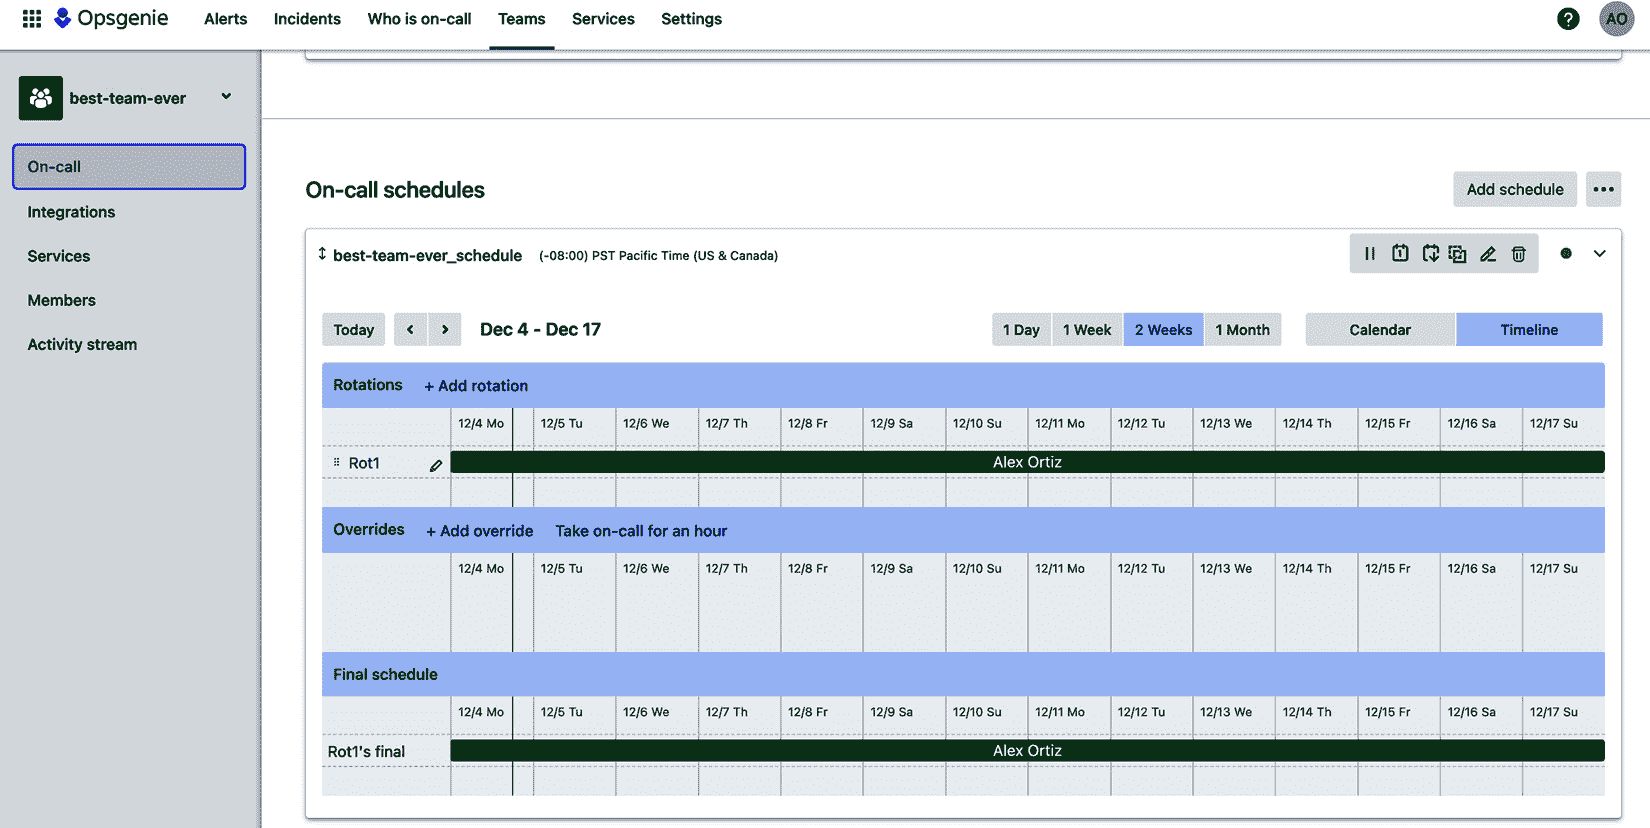 Opsgenie Alerts Incidents Who is on-call Teams Services Settings ? AO
best-team-ever
On-call
Integrations
Services
Members
Activity stream
On-call schedules Add schedule
best-team-ever_schedule (-08:00) PST Pacific Time (US & Canada) 1
Today Dec 4 - Dec 17 1 Day 1 Week 2 Weeks 1 Month Calendar Timeline
Rotations + Add rotation
12/4 Mo 12/5 Tu 12/6 We 12/7 Th 12/8 Fr 12/9 Sa 12/10 Su 12/11 Mo 12/12 Tu 12/13 We 12/14 Th 12/15 Fr 12/16 Sa 12/17 Su
Rot1 Alex Ortiz
Overrides + Add override Take on-call for an hour
12/4 Mo 12/5 Tu 12/6 We 12/7 Th 12/8 Fr 12/9 Sa 12/10 Su 12/11 Mo 12/12 Tu 12/13 We 12/14 Th 12/15 Fr 12/16 Sa 12/17 Su
Final schedule
12/4 Mo 12/5 Tu 12/6 We 12/7 Th 12/8 Fr 12/9 Sa 12/10 Su 12/11 Mo 12/12 Tu 12/13 We 12/14 Th 12/15 Fr 12/16 Sa 12/17 Su
Rot1's final Alex Ortiz